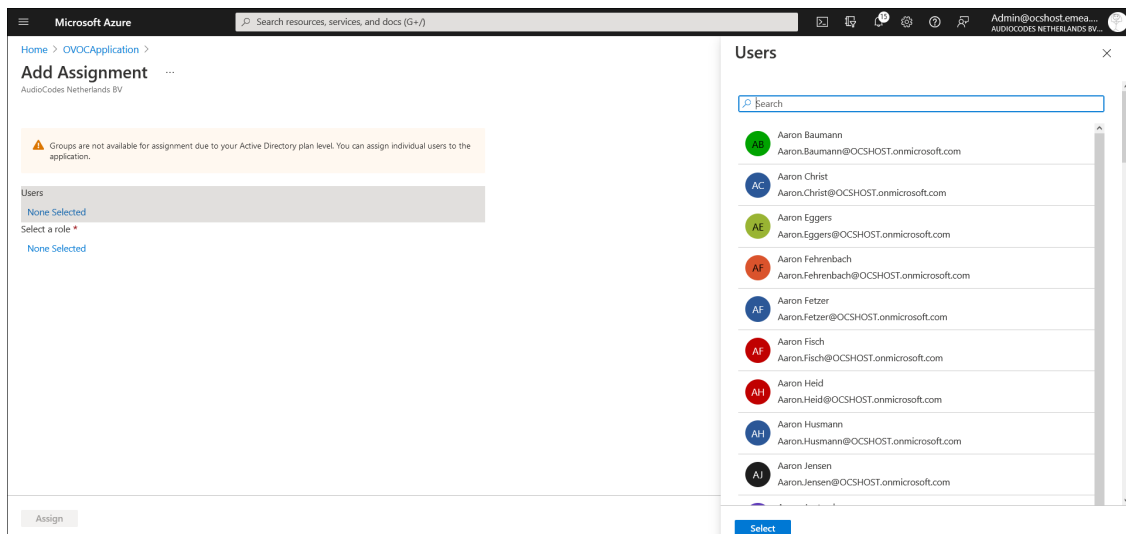 Microsoft Azure
Search resources, services, and docs (G+/)
15
Admin@ocshost.emea....
AUDIOCODES NETHERLANDS BV...
Home > OVOCApplication >
Add Assignment ...
AudioCodes Netherlands BV
Groups are not available for assignment due to your Active Directory plan level. You can assign individual users to the
application.
Users
None Selected
Select a role *
None Selected
Assign
Users
Search
AB
Aaron Baumann
Aaron.Baumann@OCSHOST.onmicrosoft.com
AC
Aaron Christ
Aaron.Christ@OCSHOST.onmicrosoft.com
AE
Aaron Eggers
Aaron.Eggers@OCSHOST.onmicrosoft.com
AF
Aaron Fehrenbach
Aaron.Fehrenbach@OCSHOST.onmicrosoft.com
AF
Aaron Fetzer
Aaron.Fetzer@OCSHOST.onmicrosoft.com
AF
Aaron Fisch
Aaron.Fisch@OCSHOST.onmicrosoft.com
AH
Aaron Heid
Aaron.Heid@OCSHOST.onmicrosoft.com
AH
Aaron Husmann
Aaron.Husmann@OCSHOST.onmicrosoft.com
AJ
Aaron Jensen
Aaron.Jensen@OCSHOST.onmicrosoft.com
Select